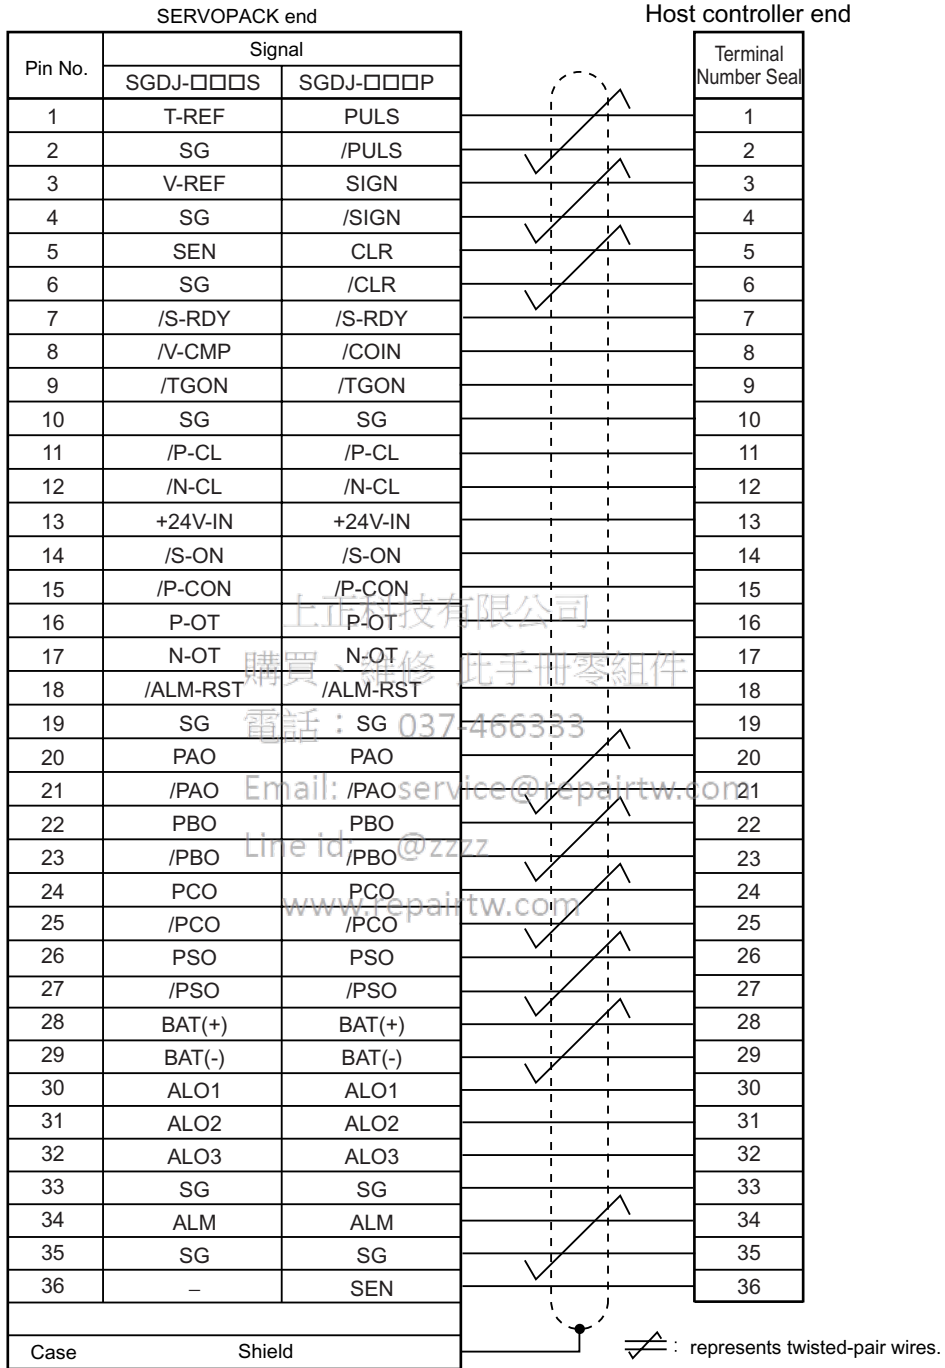 SERVOPACK end
Host controller end
Pin No.
Signal
SGDJ-□□□S SGDJ-□□□P
Terminal
Number Seal
1 T-REF PULS 1
2 SG /PULS 2
3 V-REF SIGN 3
4 SG /SIGN 4
5 SEN CLR 5
6 SG /CLR 6
7 /S-RDY /S-RDY 7
8 /V-CMP /COIN 8
9 /TGON /TGON 9
10 SG SG 10
11 /P-CL /P-CL 11
12 /N-CL /N-CL 12
13 +24V-IN +24V-IN 13
14 /S-ON /S-ON 14
15 /P-CON /P-CON 15
上正科技有限公司
16 P-OT P-OT 16
17 N-OT N-OT 17
購買、維修 此手冊零組件
18 /ALM-RST /ALM-RST 18
19 SG SG 19
電話： 037-466333
20 PAO PAO 20
21 /PAO /PAO 21
Email: service@repairtw.com
22 PBO PBO 22
23 /PBO /PBO 23
Line id: @zzzz
24 PCO PCO 24
www.repairtw.com
25 /PCO /PCO 25
26 PSO PSO 26
27 /PSO /PSO 27
28 BAT(+) BAT(+) 28
29 BAT(-) BAT(-) 29
30 ALO1 ALO1 30
31 ALO2 ALO2 31
32 ALO3 ALO3 32
33 SG SG 33
34 ALM ALM 34
35 SG SG 35
36 – SEN 36
Case Shield
: represents twisted-pair wires.